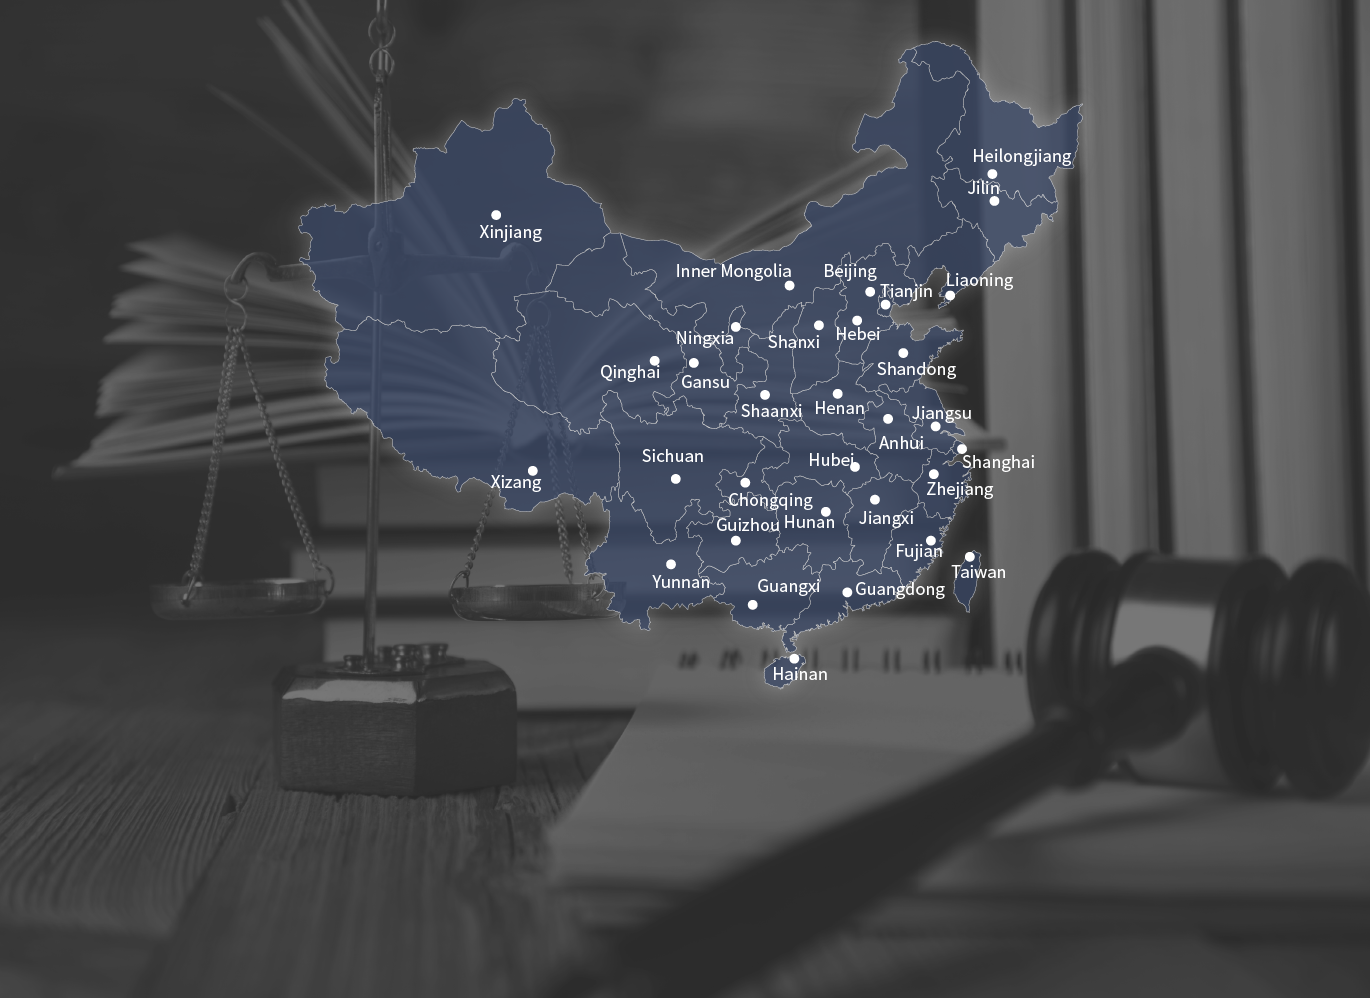 Heilongjiang
Jilin
Xinjiang
Inner Mongolia
Beijing
Liaoning
Tianjin
Ningxia
Shanxi
Hebei
Qinghai
Gansu
Shandong
Shaanxi
Henan
Jiangsu
Anhui
Sichuan
Hubei
Shanghai
Xizang
Zhejiang
Chongqing
Guizhou
Hunan
Jiangxi
Fujian
Taiwan
Yunnan
Guangxi
Guangdong
Hainan